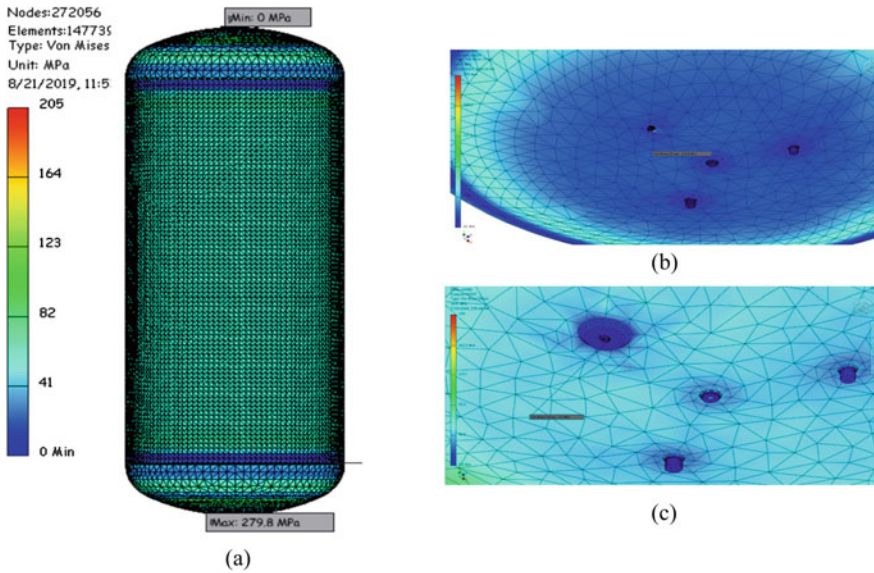 Nodes:272056
Elements:147739
Type: Von Mises
Unit: MPa
8/21/2019, 11:5
205
164
123
82
41
0 Min
Min: 0 MPa
Max: 279.8 MPa
(a)
(b)
(c)